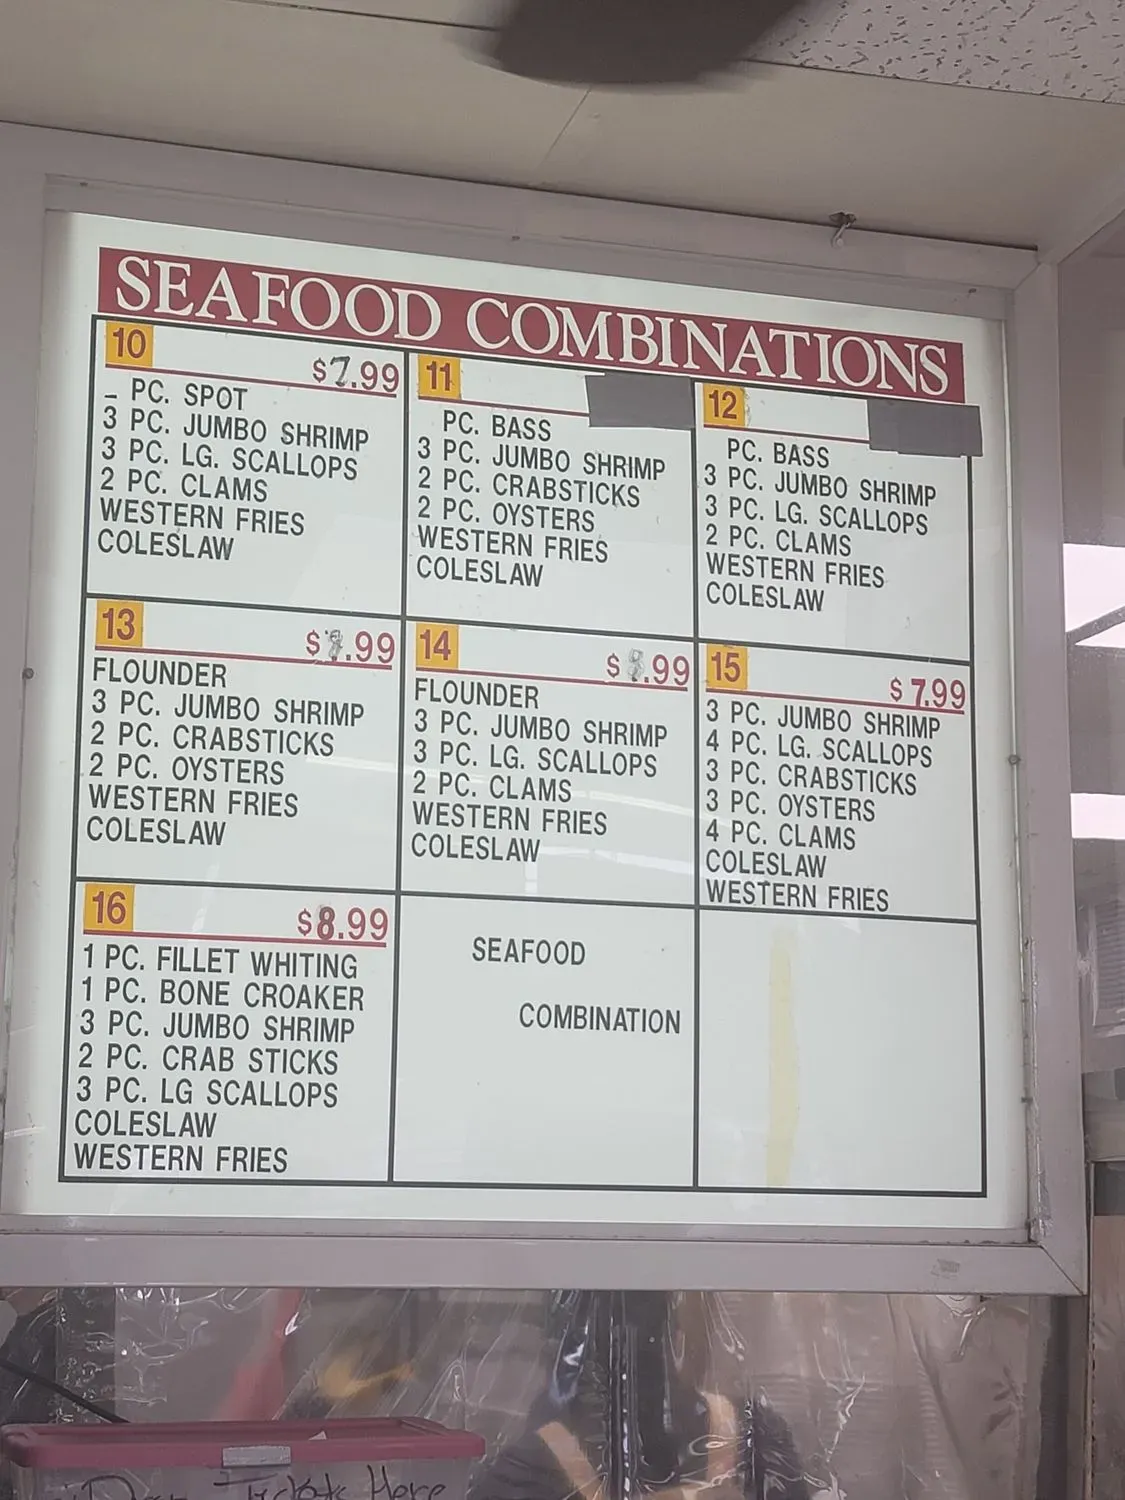 SEAFOOD COMBINATIONS
10
$7.99
– PC. SPOT
3 PC. JUMBO SHRIMP
3 PC. LG. SCALLOPS
2 PC. CLAMS
WESTERN FRIES
COLESLAW
11
PC. BASS
3 PC. JUMBO SHRIMP
2 PC. CRABSTICKS
2 PC. OYSTERS
WESTERN FRIES
COLESLAW
12
PC. BASS
3 PC. JUMBO SHRIMP
3 PC. LG. SCALLOPS
2 PC. CLAMS
WESTERN FRIES
COLESLAW
13
$ .99
FLOUNDER
3 PC. JUMBO SHRIMP
2 PC. CRABSTICKS
2 PC. OYSTERS
WESTERN FRIES
COLESLAW
14
$ .99
FLOUNDER
3 PC. JUMBO SHRIMP
3 PC. LG. SCALLOPS
2 PC. CLAMS
WESTERN FRIES
COLESLAW
15
$7.99
3 PC. JUMBO SHRIMP
4 PC. LG. SCALLOPS
3 PC. CRABSTICKS
3 PC. OYSTERS
4 PC. CLAMS
COLESLAW
WESTERN FRIES
16
$8.99
1 PC. FILLET WHITING
1 PC. BONE CROAKER
3 PC. JUMBO SHRIMP
2 PC. CRAB STICKS
3 PC. LG SCALLOPS
COLESLAW
WESTERN FRIES
SEAFOOD
COMBINATION
Tickets Here